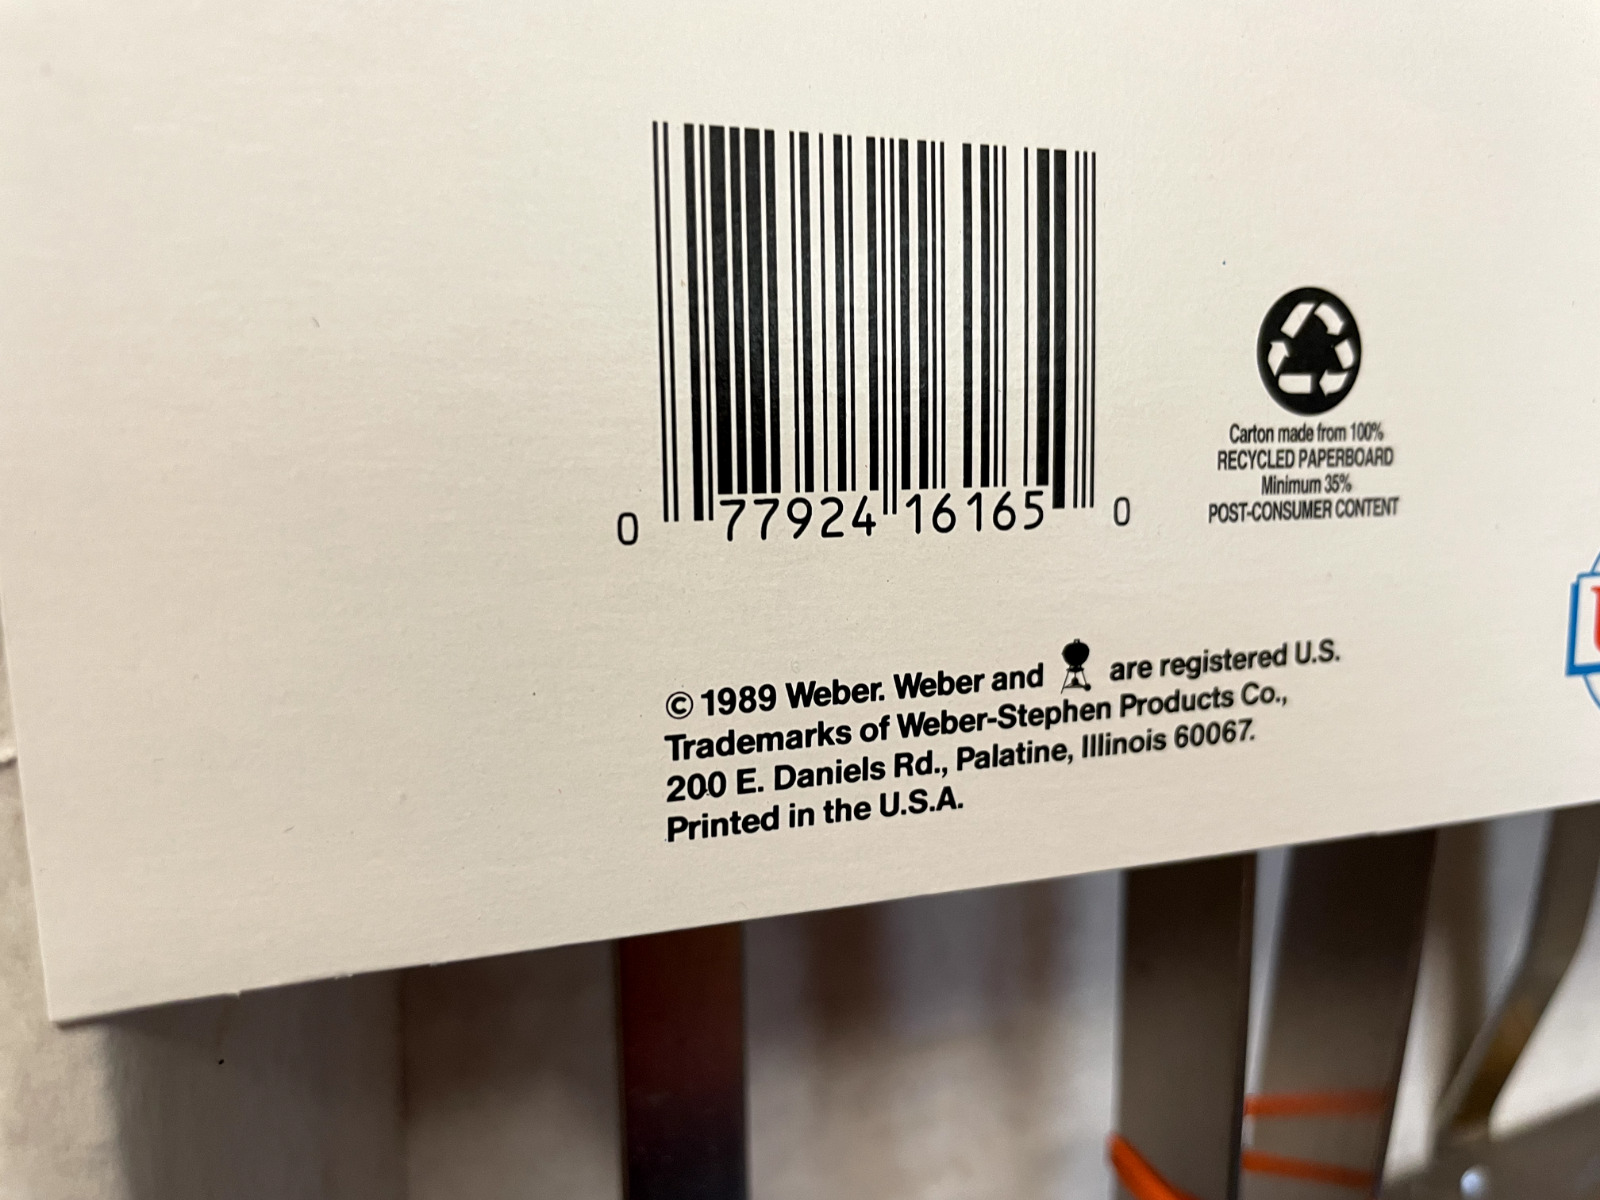 0 77924 16165 0
Carton made from 100%
RECYCLED PAPERBOARD
Minimum 35%
POST-CONSUMER CONTENT
© 1989 Weber. Weber and are registered U.S.
Trademarks of Weber-Stephen Products Co.,
200 E. Daniels Rd., Palatine, Illinois 60067.
Printed in the U.S.A.